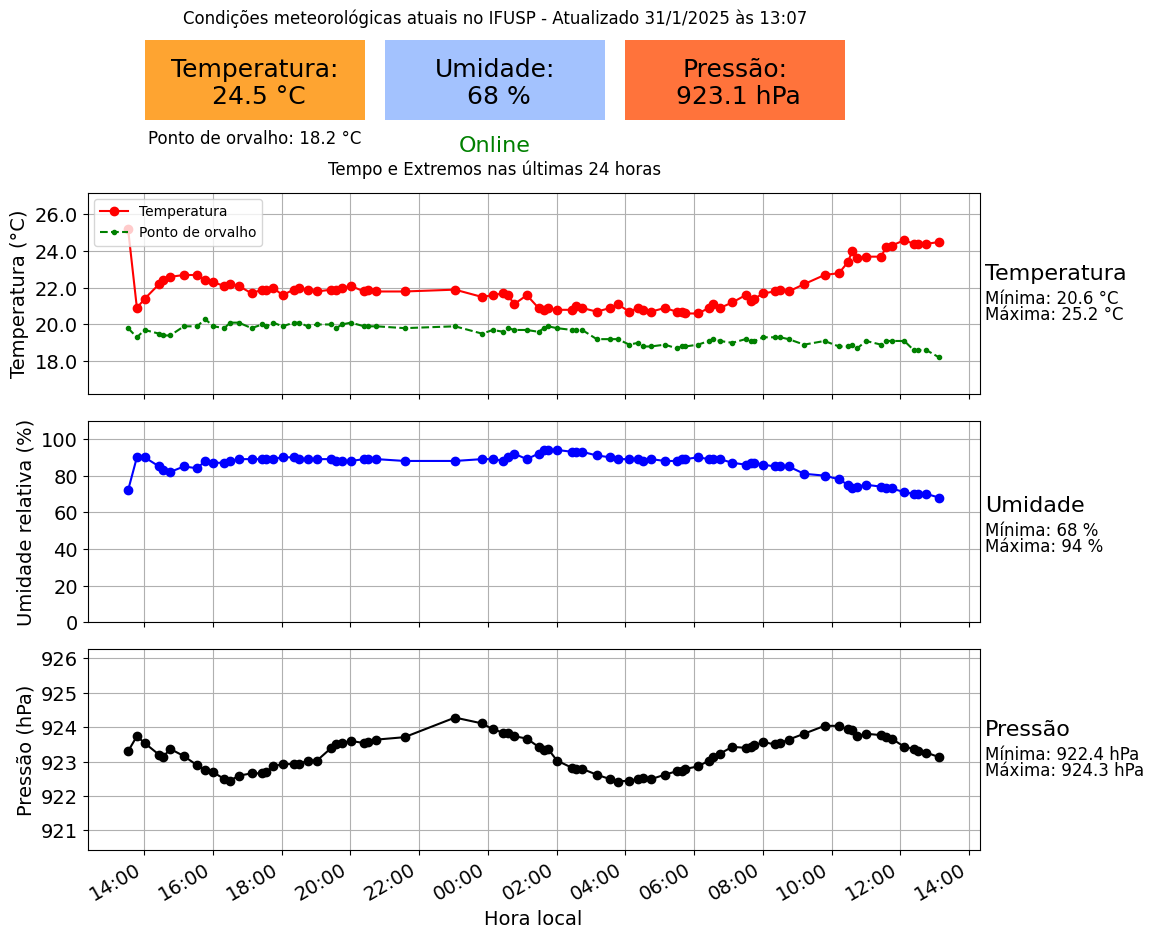 Condições meteorológicas atuais no IFUSP - Atualizado 31/1/2025 às 13:07
Temperatura:
24.5 °C
Umidade:
68 %
Pressão:
923.1 hPa
Ponto de orvalho: 18.2 °C
Online
Tempo e Extremos nas últimas 24 horas
Temperatura (°C)
26.0
24.0
22.0
20.0
18.0
Temperatura
Ponto de orvalho
Temperatura
Mínima: 20.6 °C
Máxima: 25.2 °C
Umidade relativa (%)
100
80
60
40
20
0
Umidade
Mínima: 68 %
Máxima: 94 %
Pressão (hPa)
926
925
924
923
922
921
Pressão
Mínima: 922.4 hPa
Máxima: 924.3 hPa
14:00 16:00 18:00 20:00 22:00 00:00 02:00 04:00 06:00 08:00 10:00 12:00 14:00
Hora local